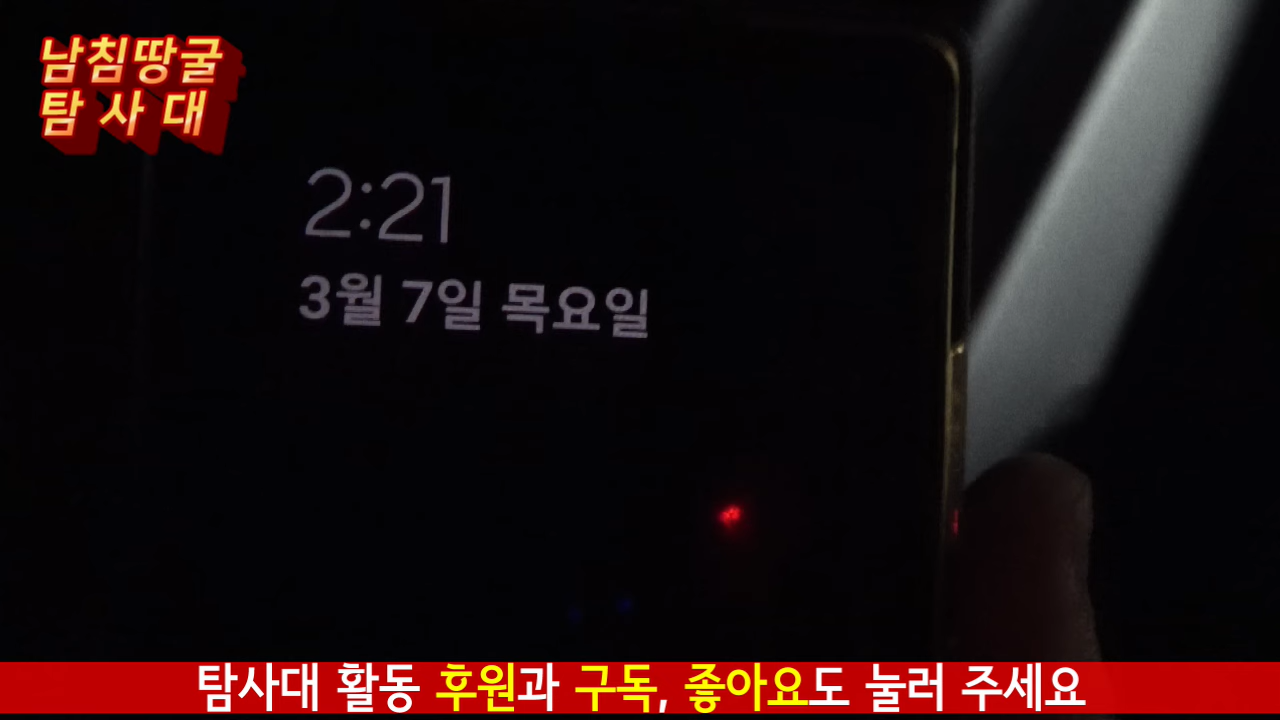 남침땅굴
탐사대
2:21
3월 7일 목요일
탐사대 활동 후원과 구독, 좋아요도 눌러 주세요